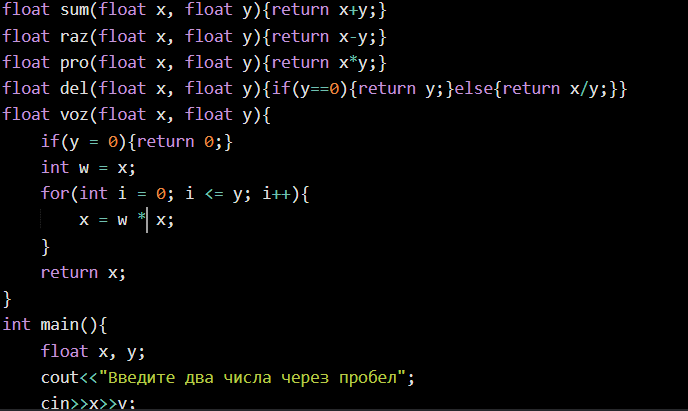 float sum(float x, float y){return x+y;}
float raz(float x, float y){return x-y;}
float pro(float x, float y){return x*y;}
float del(float x, float y){if(y==0){return y;}else{return x/y;}}
float voz(float x, float y){
    if(y = 0){return 0;}
    int w = x;
    for(int i = 0; i <= y; i++){
        x = w * x;
    }
    return x;
}
int main(){
    float x, y;
    cout<<"Введите два числа через пробел";
    cin>>x>>y;